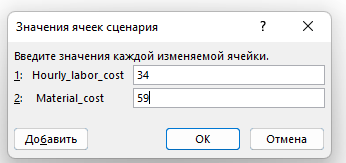 Значения ячеек сценария ? ×
Введите значения каждой изменяемой ячейки.
1: Hourly_labor_cost 34
2: Material_cost 59
Добавить ОК Отмена